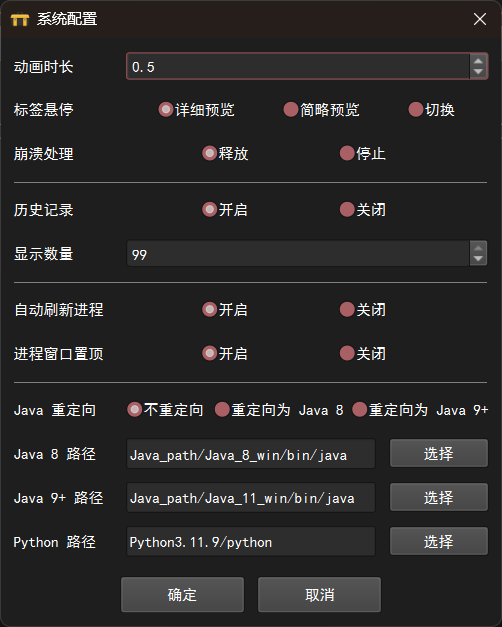 系统配置
动画时长 0.5
标签悬停 详细预览 简略预览 切换
崩溃处理 释放 停止
历史记录 开启 关闭
显示数量 99
自动刷新进程 开启 关闭
进程窗口置顶 开启 关闭
Java 重定向 不重定向 重定向为 Java 8 重定向为 Java 9+
Java 8 路径 Java_path/Java_8_win/bin/java 选择
Java 9+ 路径 Java_path/Java_11_win/bin/java 选择
Python 路径 Python3.11.9/python 选择
确定 取消